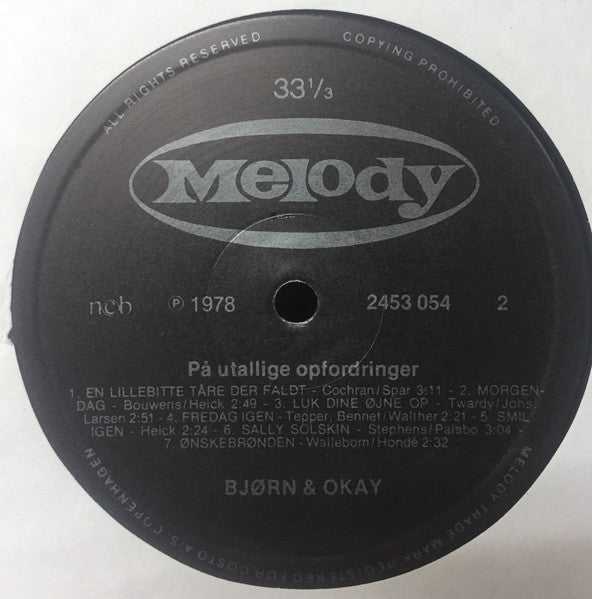 ALL RIGHTS RESERVED COPYING PROHIBITED
33 1/3
Melody
ncb ℗ 1978 2453 054 2
På utallige opfordringer
1. EN LILLEBITTE TÅRE DER FALDT - Cochran/Spar 3:11 - 2. MORGEN-
DAG - Bouwens/Heick 2:49 - 3. LUK DINE ØJNE OP - Twardy/Johs.
Larsen 2:51 - 4. FREDAG IGEN - Tepper, Bennet/Walther 2:21 - 5. SMIL
IGEN - Heick 2:24 - 6. SALLY SOLSKIN - Stephens/Palsbo 3:04 -
7. ØNSKEBRØNDEN - Walleborn/Hondé 2:32
BJØRN & OKAY
MELODY TRADE MARK REGISTERED FOR COSTO A/S, COPENHAGEN